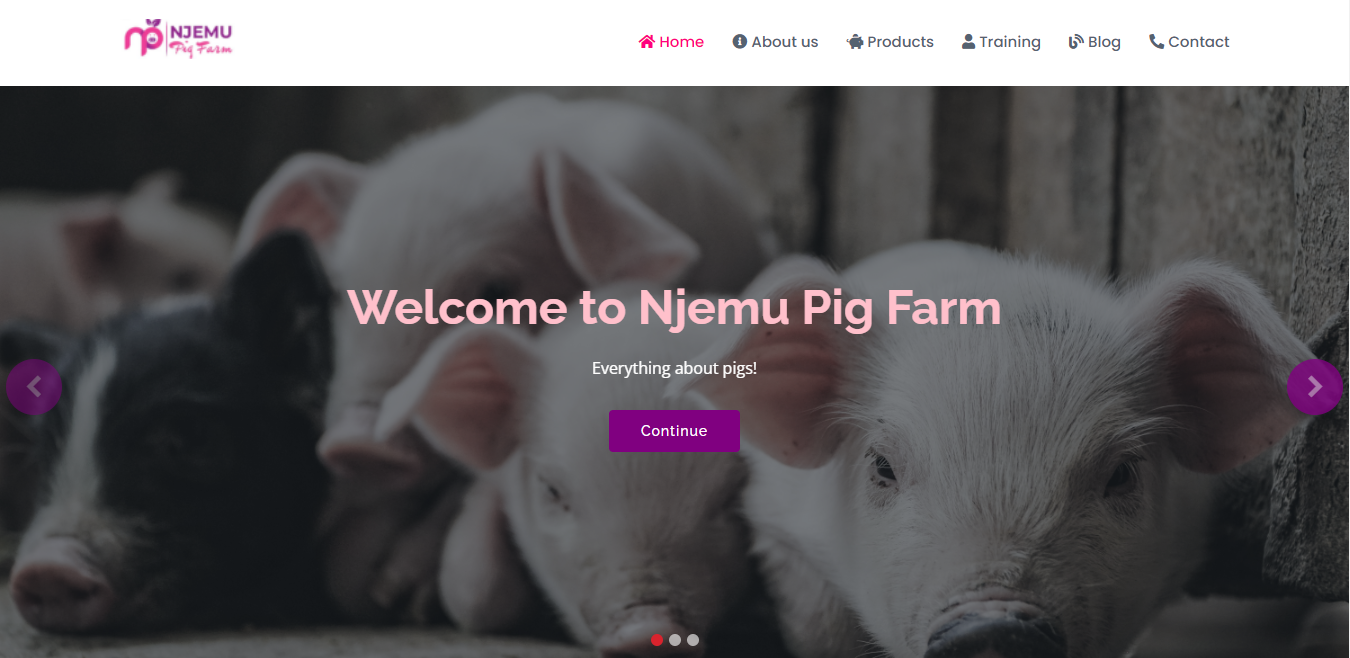 NJEMU
Pig Farm
Home About us Products Training Blog Contact
Welcome to Njemu Pig Farm
Everything about pigs!
Continue